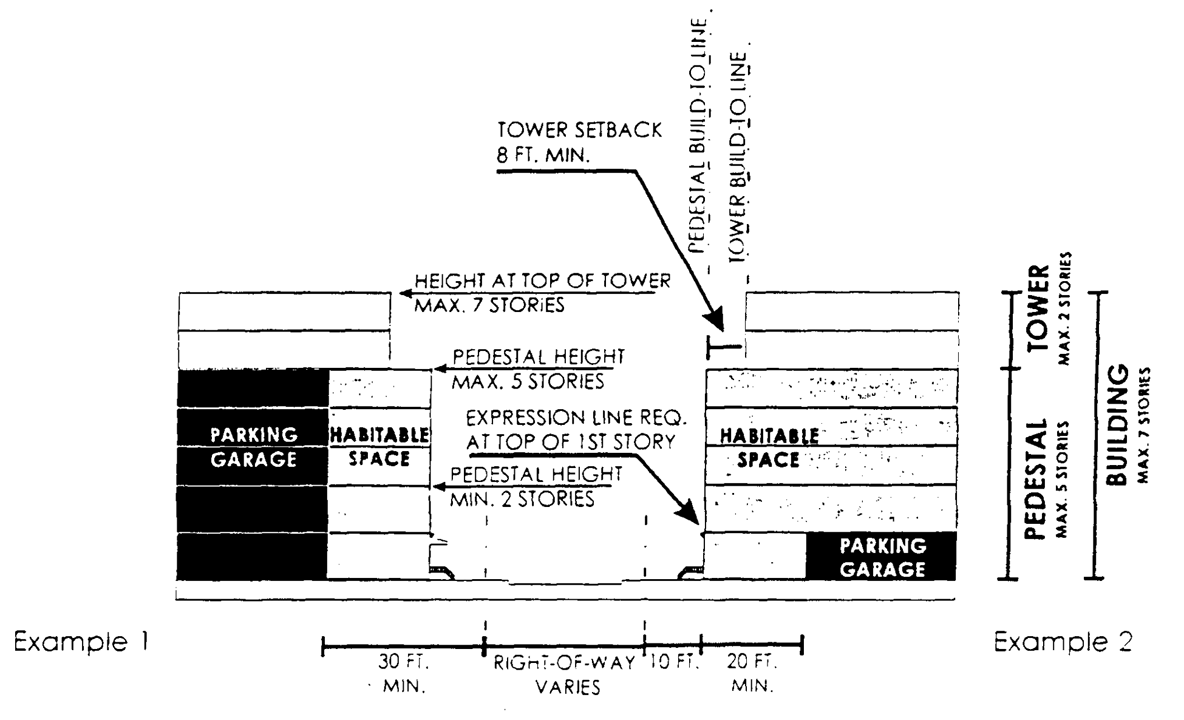 PEDESTAL BUILD-TO LINE
TOWER BUILD-TO LINE
TOWER SETBACK
8 FT. MIN.
HEIGHT AT TOP OF TOWER
MAX. 7 STORIES
PEDESTAL HEIGHT
MAX. 5 STORIES
EXPRESSION LINE REQ.
AT TOP OF 1ST STORY
PEDESTAL HEIGHT
MIN. 2 STORIES
PARKING
GARAGE
HABITABLE
SPACE
HABITABLE
SPACE
PARKING
GARAGE
TOWER
MAX. 2 STORIES
PEDESTAL
MAX. 5 STORIES
BUILDING
MAX. 7 STORIES
Example 1
Example 2
30 FT.
MIN.
RIGHT-OF-WAY
VARIES
10 FT.
20 FT.
MIN.